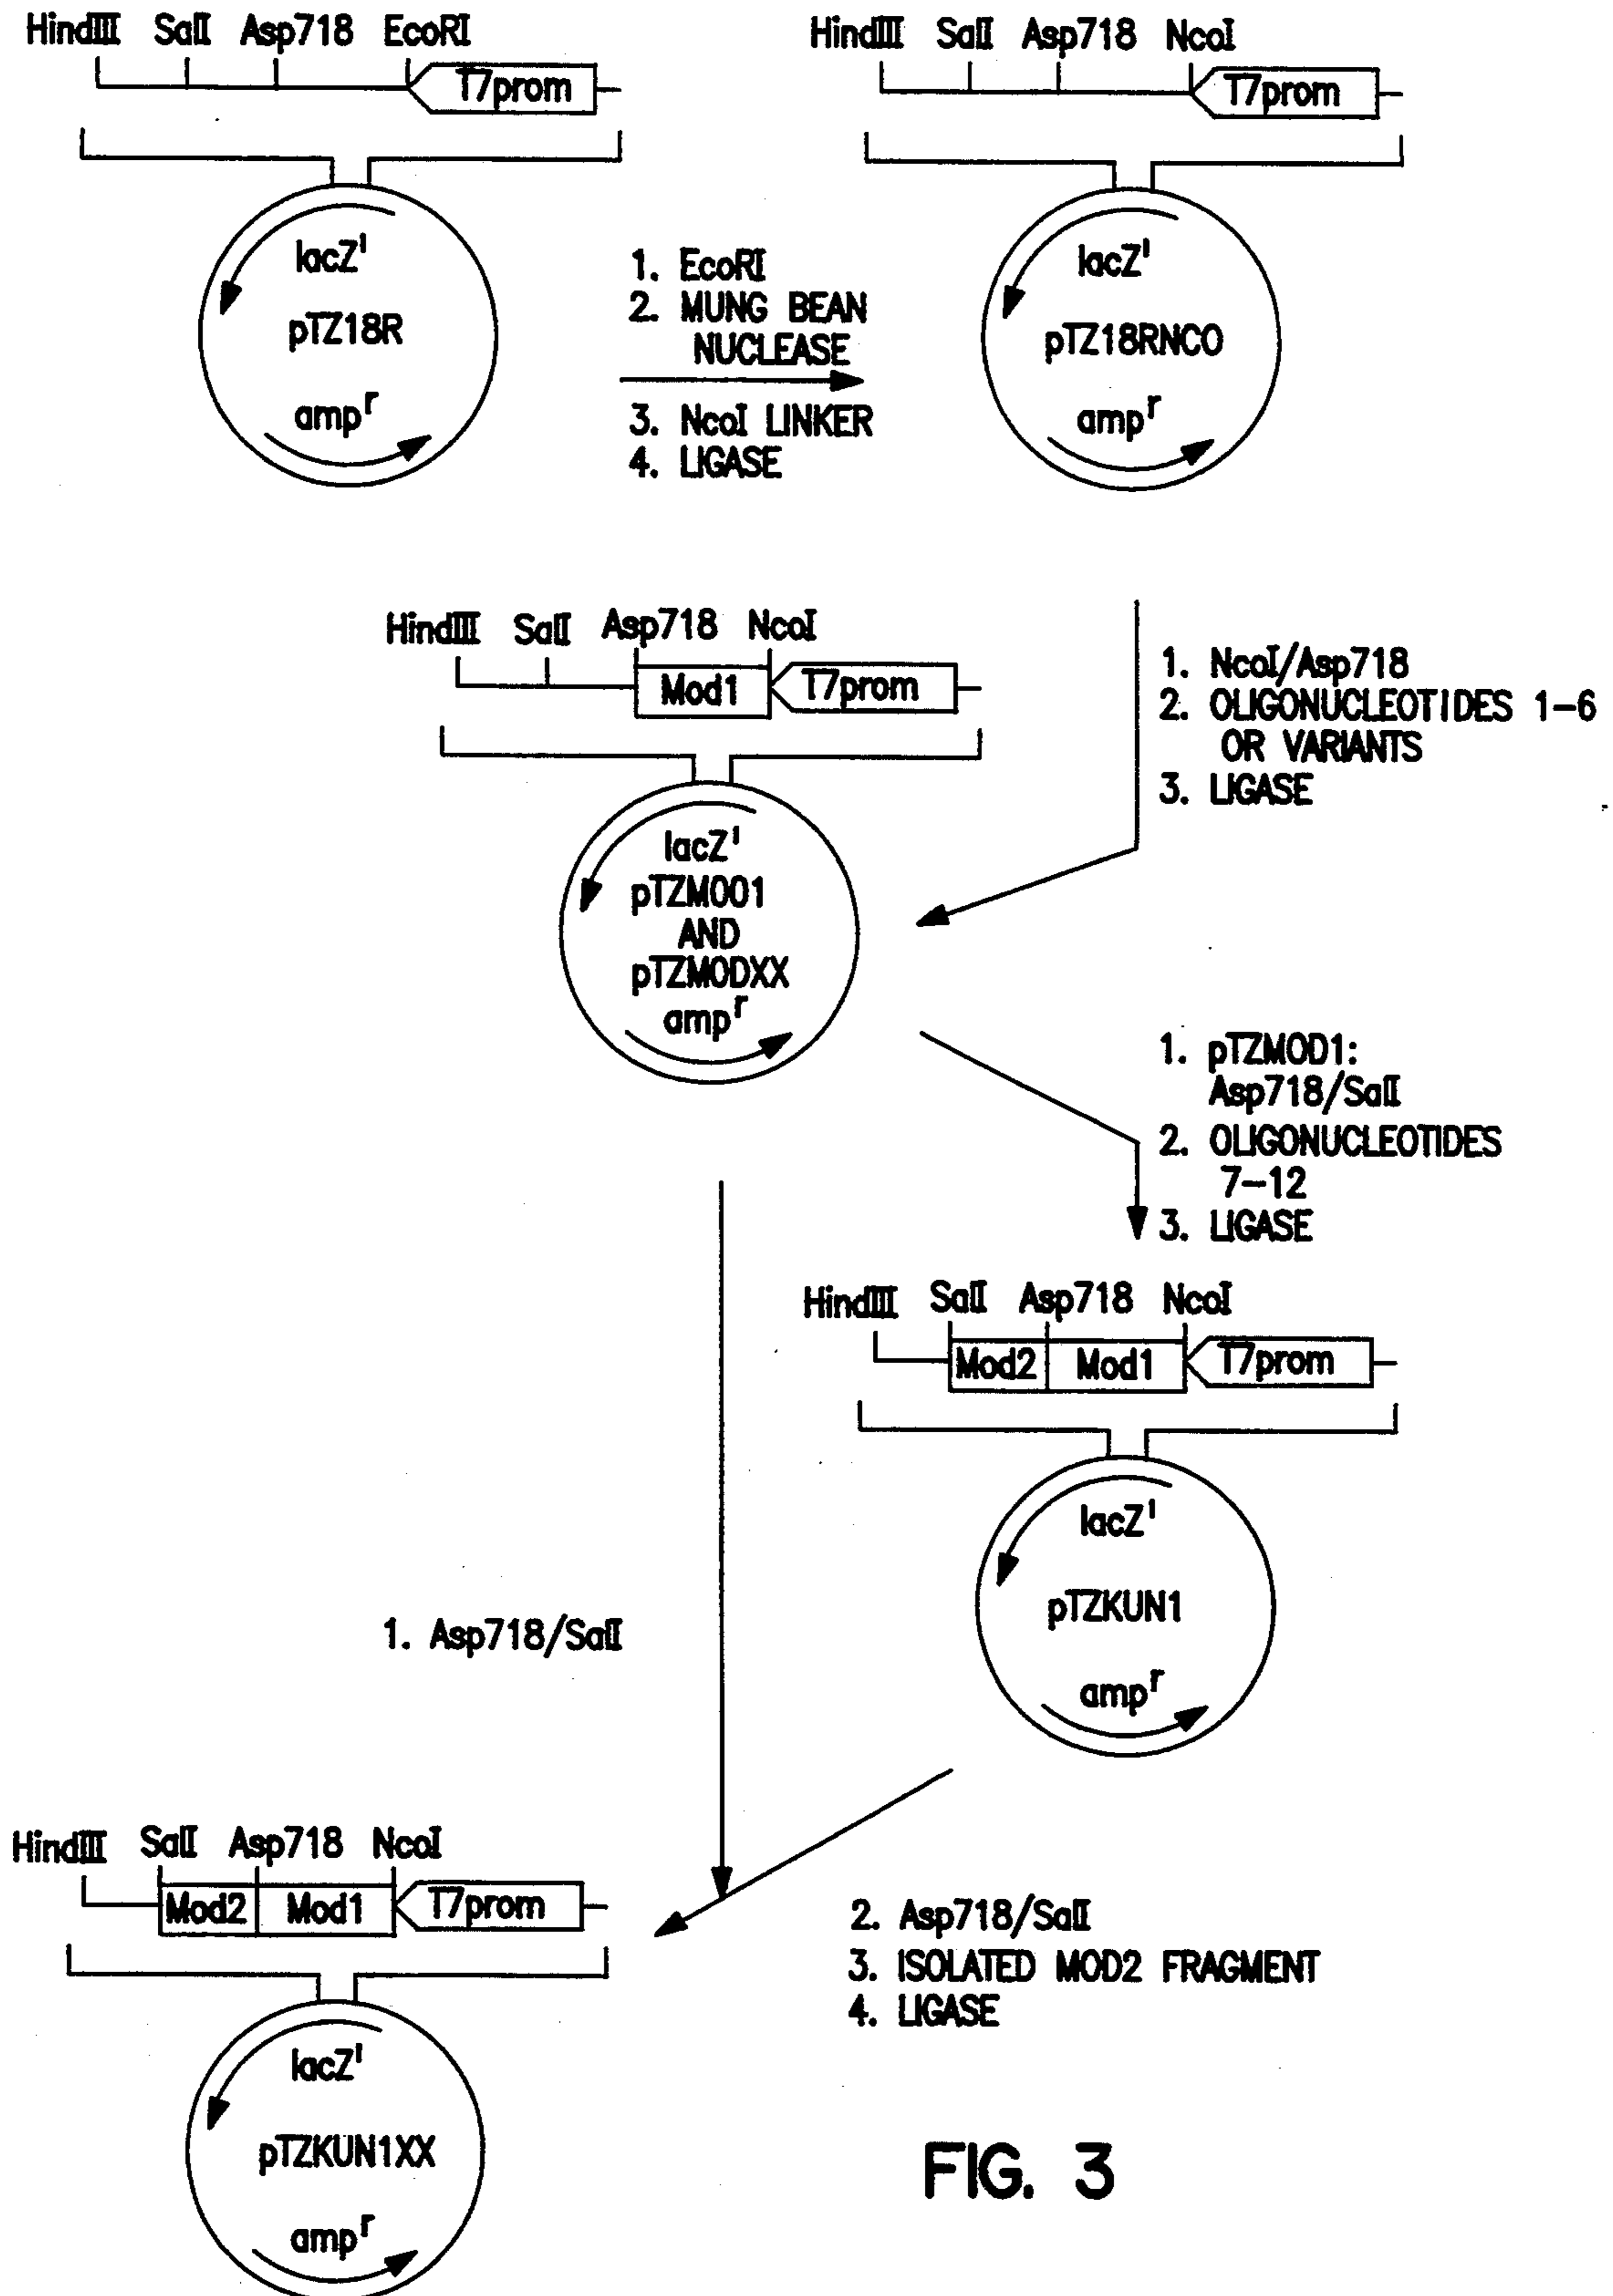 HindIII SalI Asp718 EcoRI
T7prom
lacZ'
pTZ18R
amp^r
1. EcoRI
2. MUNG BEAN
NUCLEASE
3. NcoI LINKER
4. LIGASE
HindIII SalI Asp718 NcoI
T7prom
lacZ'
pTZ18RNCO
amp^r
1. NcoI/Asp718
2. OLIGONUCLEOTIDES 1-6
OR VARIANTS
3. LIGASE
HindIII SalI Asp718 NcoI
Mod1 T7prom
lacZ'
pTZMOO1
AND
pTZMODXX
amp^r
1. pTZMOD1:
Asp718/SalI
2. OLIGONUCLEOTIDES
7-12
3. LIGASE
HindIII SalI Asp718 NcoI
Mod2 Mod1 T7prom
lacZ'
pTZKUN1
amp^r
1. Asp718/SalI
2. Asp718/SalI
3. ISOLATED MOD2 FRAGMENT
4. LIGASE
HindIII SalI Asp718 NcoI
Mod2 Mod1 T7prom
lacZ'
pTZKUN1XX
amp^r
FIG. 3